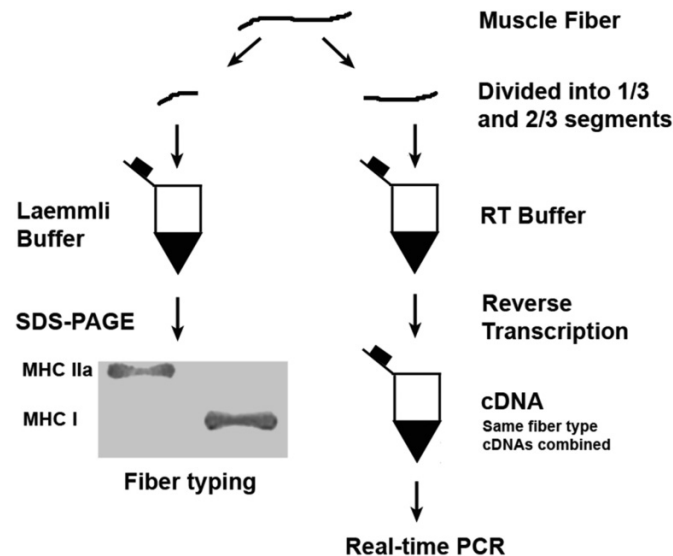 Muscle Fiber
Divided into 1/3
and 2/3 segments
Laemmli
Buffer
RT Buffer
SDS-PAGE
Reverse
Transcription
MHC IIa
MHC I
cDNA
Same fiber type
cDNAs combined
Fiber typing
Real-time PCR